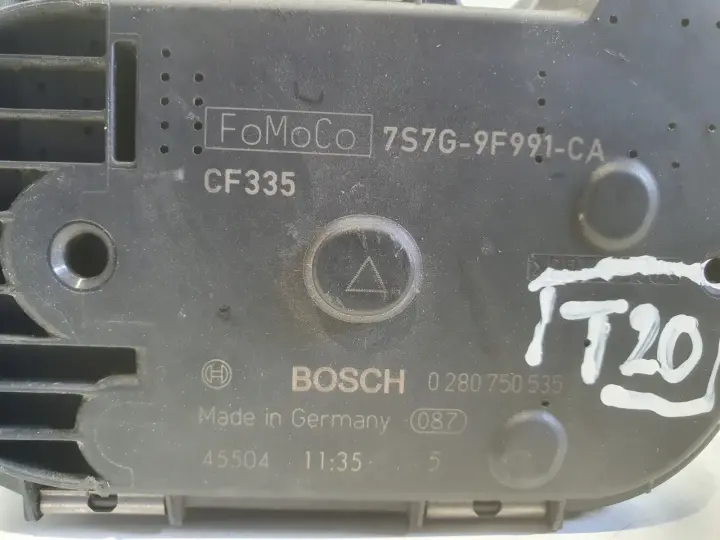 FoMoCo 7S7G-9F991-CA
CF335
T20
BOSCH 0 280 750 535
Made in Germany 087
45504 11:35 5